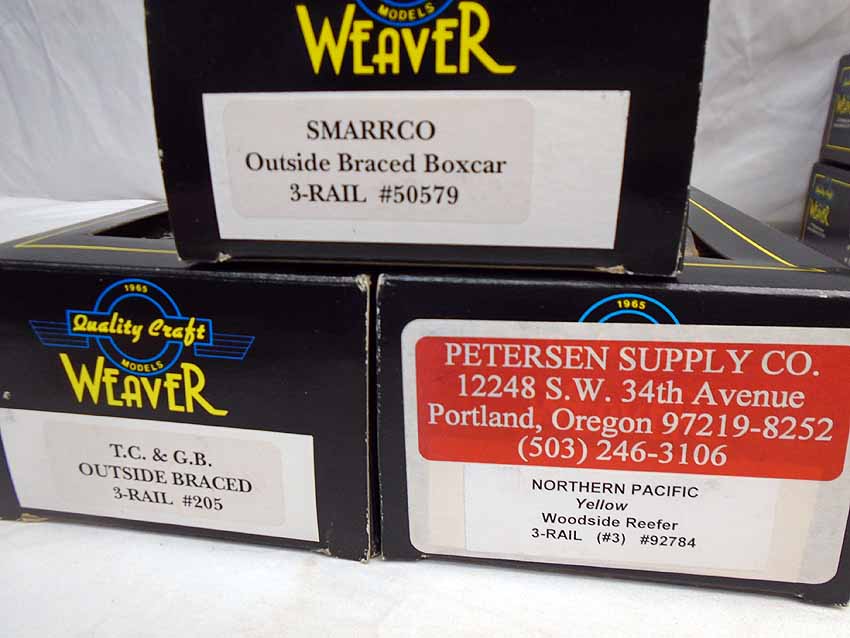 MODELS
WEAVER
SMARRCO
Outside Braced Boxcar
3-RAIL #50579
1965
Quality Craft
MODELS
WEAVER
T.C. & G.B.
OUTSIDE BRACED
3-RAIL #205
1965
PETERSEN SUPPLY CO.
12248 S.W. 34th Avenue
Portland, Oregon 97219-8252
(503) 246-3106
NORTHERN PACIFIC
Yellow
Woodside Reefer
3-RAIL (#3) #92784
WEAVER